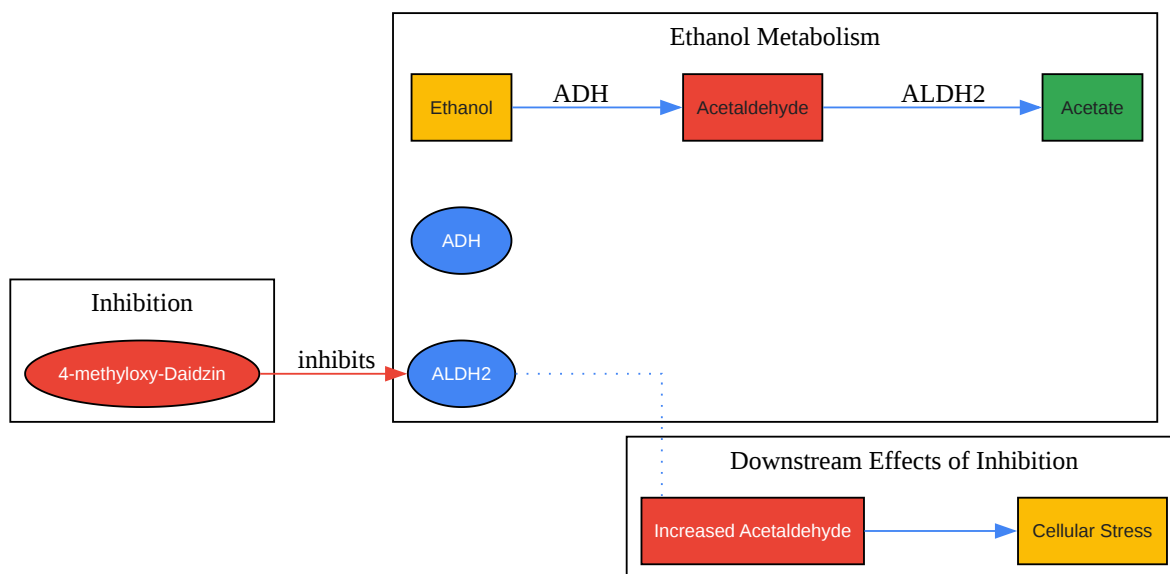 Ethanol Metabolism
Ethanol
ADH
Acetaldehyde
ALDH2
Acetate
ADH
Inhibition
4-methyloxy-Daidzin
inhibits
ALDH2
Downstream Effects of Inhibition
Increased Acetaldehyde
Cellular Stress